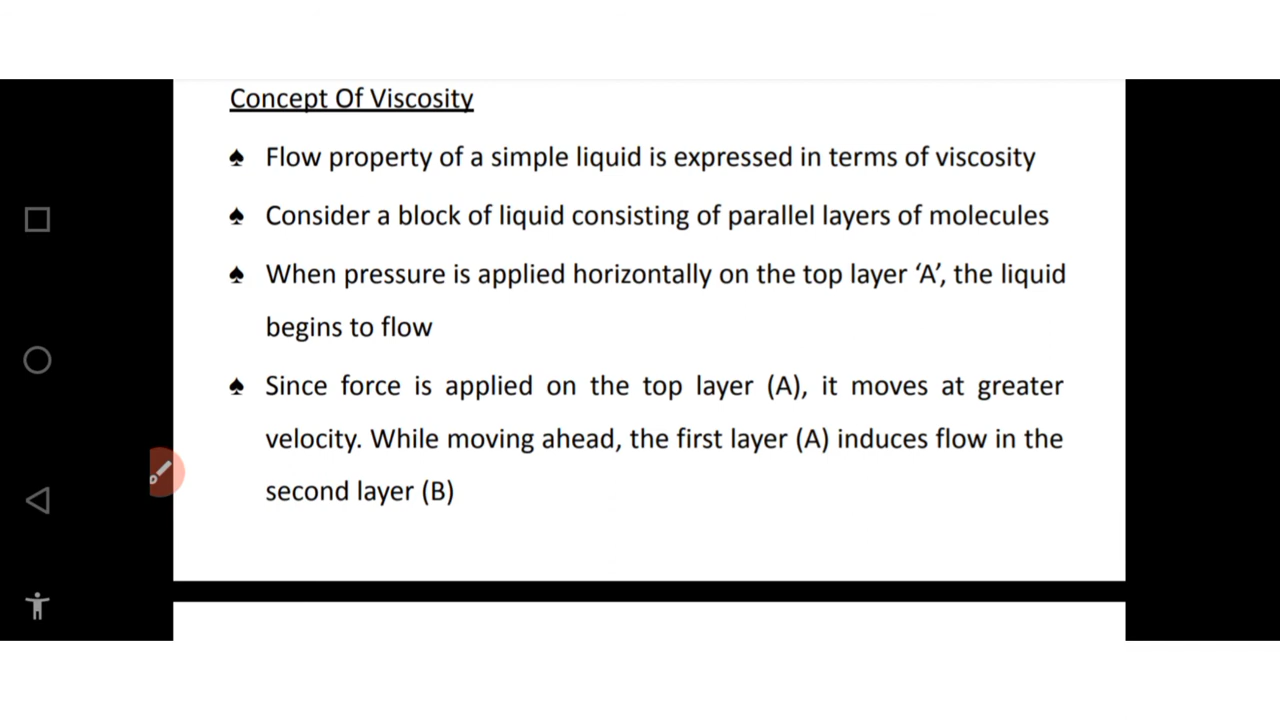 Concept Of Viscosity
♠ Flow property of a simple liquid is expressed in terms of viscosity
♠ Consider a block of liquid consisting of parallel layers of molecules
♠ When pressure is applied horizontally on the top layer ‘A’, the liquid
begins to flow
♠ Since force is applied on the top layer (A), it moves at greater
velocity. While moving ahead, the first layer (A) induces flow in the
second layer (B)